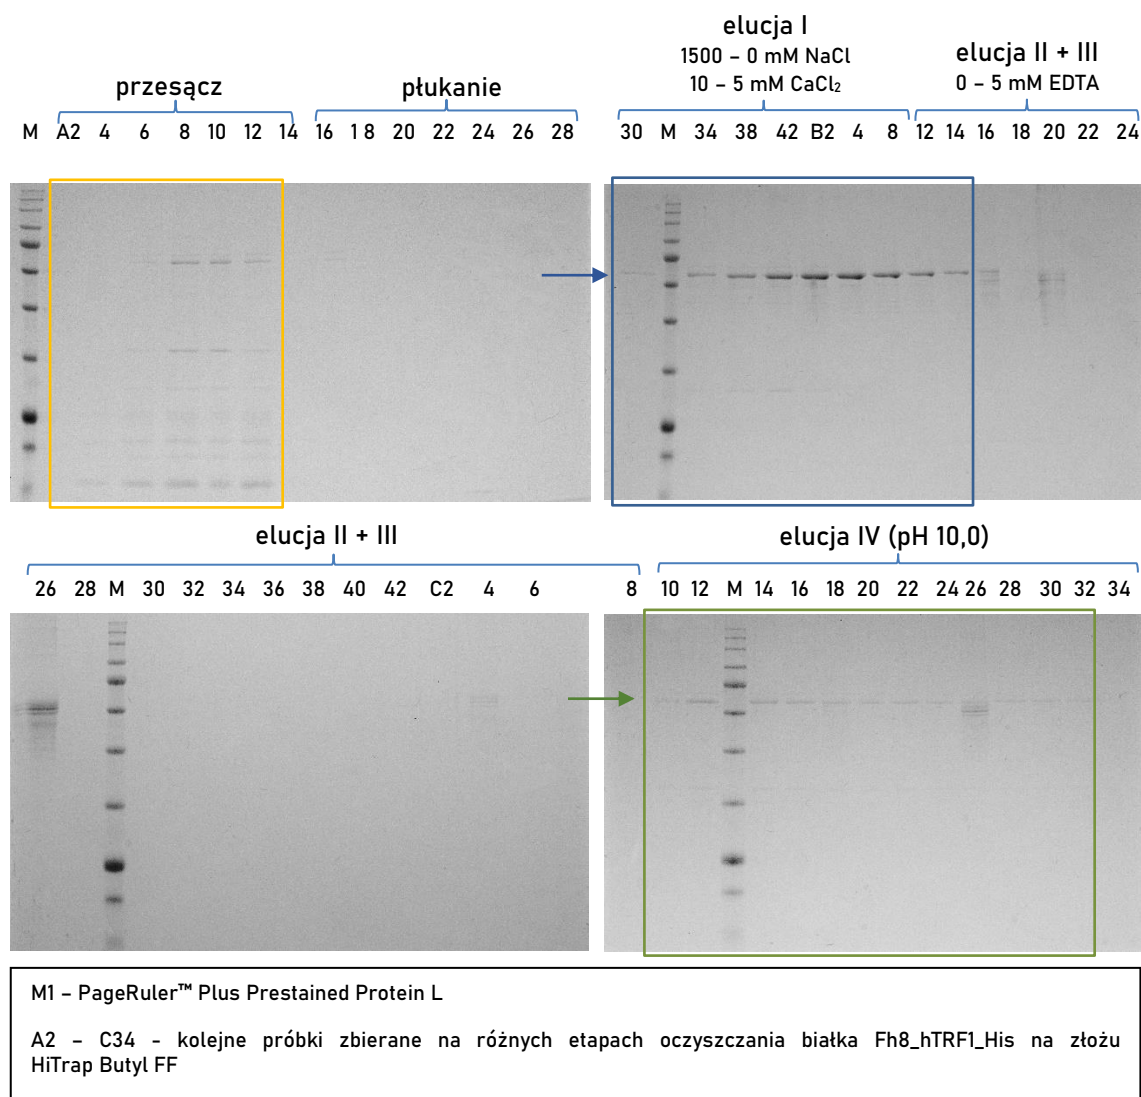 elucja I
1500 – 0 mM NaCl
10 – 5 mM CaCl₂
elucja II + III
0 – 5 mM EDTA
przesącz
płukanie
M A2 4 6 8 10 12 14 16 1 8 20 22 24 26 28
30 M 34 38 42 B2 4 8 12 14 16 18 20 22 24
elucja II + III
elucja IV (pH 10,0)
26 28 M 30 32 34 36 38 40 42 C2 4 6 8
10 12 M 14 16 18 20 22 24 26 28 30 32 34
M1 – PageRuler™ Plus Prestained Protein L
A2 – C34 - kolejne próbki zbierane na różnych etapach oczyszczania białka Fh8_hTRF1_His na złożu
HiTrap Butyl FF